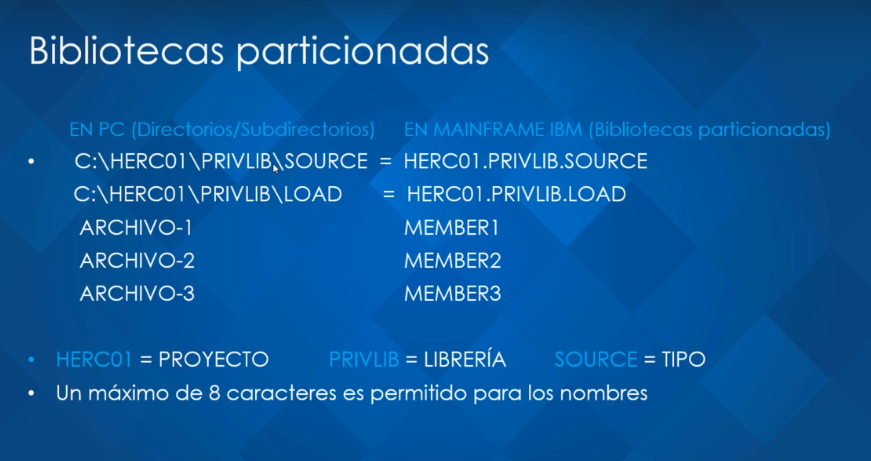 Bibliotecas particionadas
EN PC (Directorios/Subdirectorios) EN MAINFRAME IBM (Bibliotecas particionadas)
• C:\HERC01\PRIVLIB\SOURCE = HERC01.PRIVLIB.SOURCE
C:\HERC01\PRIVLIB\LOAD = HERC01.PRIVLIB.LOAD
ARCHIVO-1 MEMBER1
ARCHIVO-2 MEMBER2
ARCHIVO-3 MEMBER3
• HERC01 = PROYECTO PRIVLIB = LIBRERÍA SOURCE = TIPO
• Un máximo de 8 caracteres es permitido para los nombres